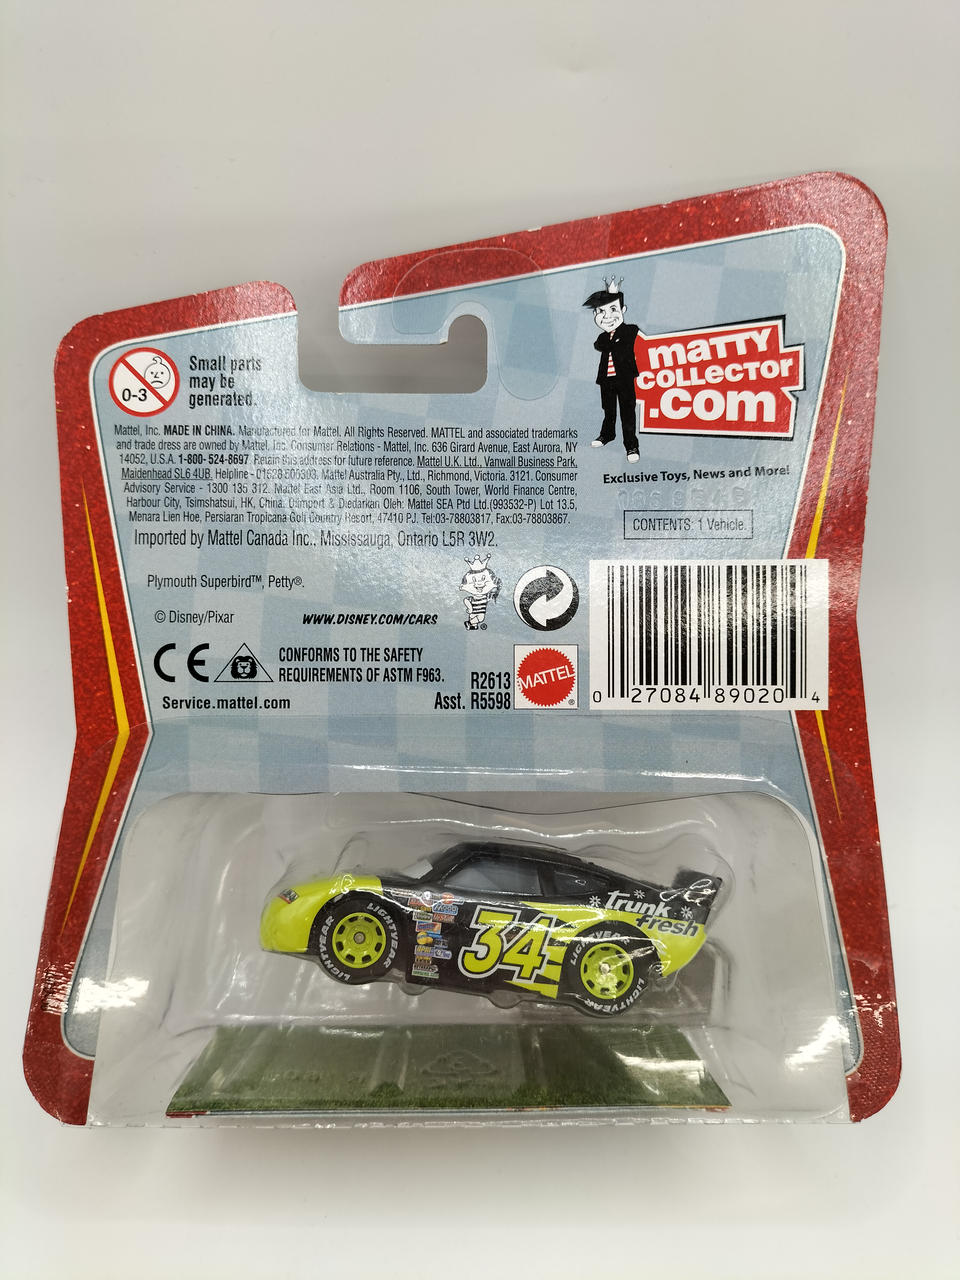 matty
collector
.com
Exclusive Toys, News and More!
CONTENTS: 1 Vehicle.
0-3
Small parts
may be
generated.
Mattel, Inc. MADE IN CHINA. Manufactured for Mattel. All Rights Reserved. MATTEL and associated trademarks
and trade dress are owned by Mattel, Inc. Consumer Relations - Mattel, Inc. 636 Girard Avenue, East Aurora, NY
14052, U.S.A. 1-800-524-8697. Retain this address for future reference. Mattel U.K. Ltd., Vanwall Business Park,
Maidenhead SL6 4UB. Helpline - 01628 500303. Mattel Australia Pty., Ltd., Richmond, Victoria. 3121. Consumer
Advisory Service - 1300 135 312. Mattel East Asia Ltd., Room 1106, South Tower, World Finance Centre,
Harbour City, Tsimshatsui, HK, China. Diimport & Diedarkan Oleh: Mattel SEA Ptd Ltd.(993532-P) Lot 13.5,
Menara Lien Hoe, Persiaran Tropicana Golf Country Resort, 47410 PJ. Tel:03-78803817, Fax:03-78803867.
Imported by Mattel Canada Inc., Mississauga, Ontario L5R 3W2.
Plymouth Superbird™, Petty®.
© Disney/Pixar
WWW.DISNEY.COM/CARS
CE
CONFORMS TO THE SAFETY
REQUIREMENTS OF ASTM F963.
Service.mattel.com
R2613
Asst. R5598
MATTEL
0 27084 89020 4
34
Trunk
Fresh
LIGHTYEAR
LIGHTYEAR
LIGHTYEAR
LIGHTYEAR